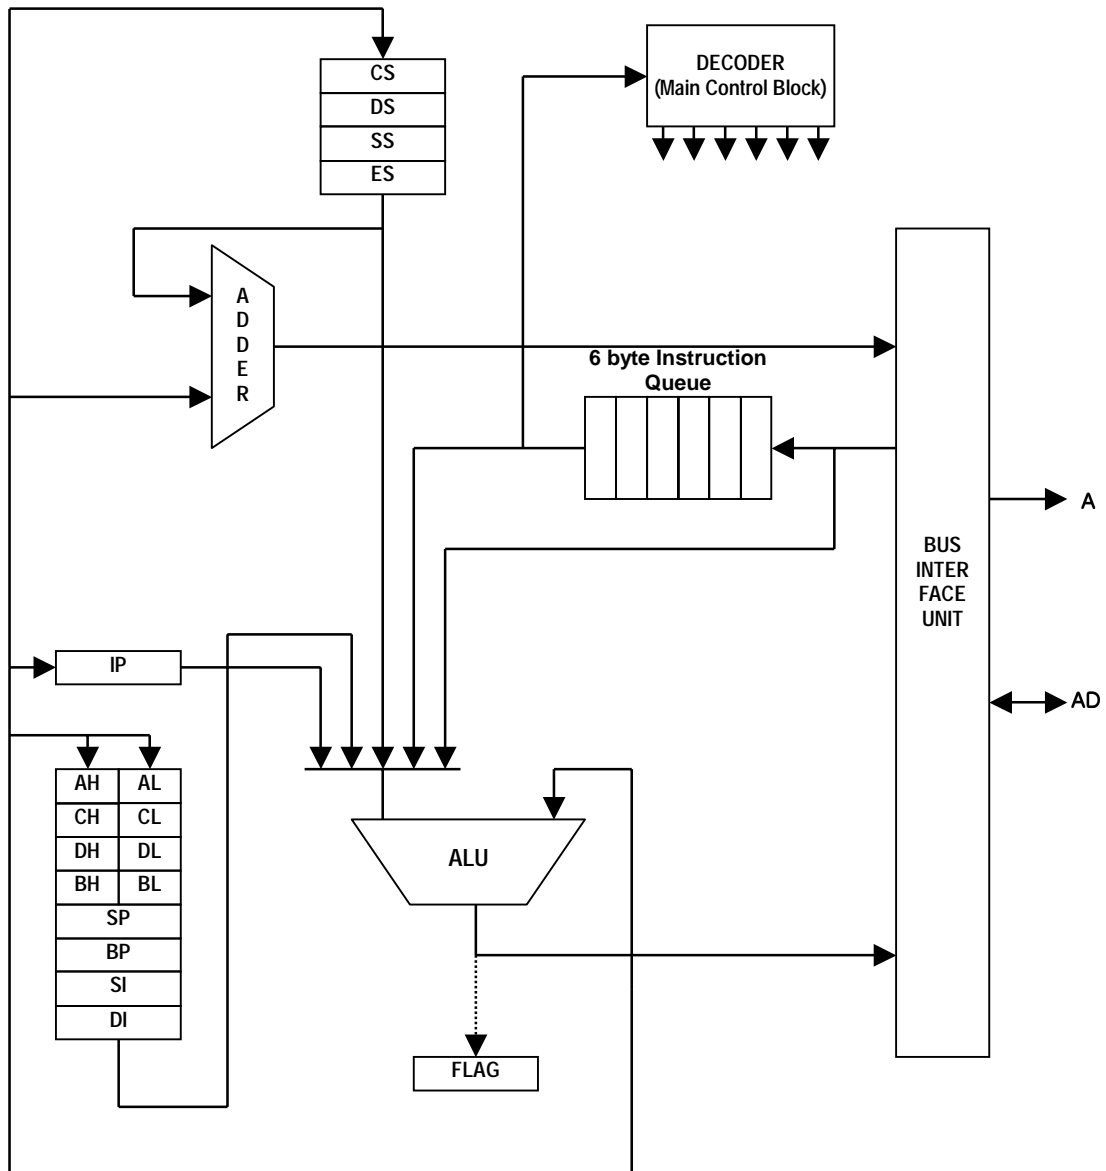 CS
DS
SS
ES
DECODER
(Main Control Block)
A
D
D
E
R
6 byte Instruction
Queue
A
BUS
INTER
FACE
UNIT
AD
IP
AH AL
CH CL
DH DL
BH BL
SP
BP
SI
DI
ALU
FLAG